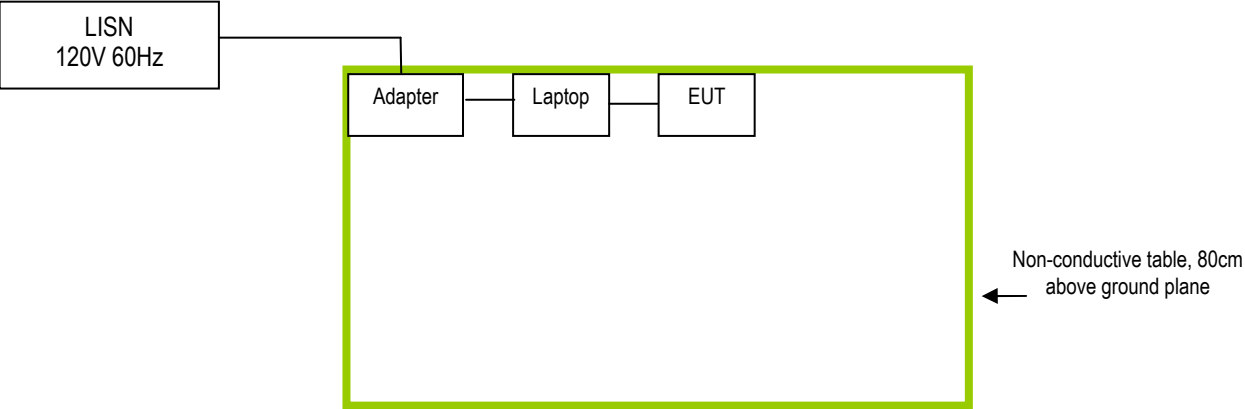 LISN
120V 60Hz
Adapter
Laptop
EUT
Non-conductive table, 80cm
above ground plane